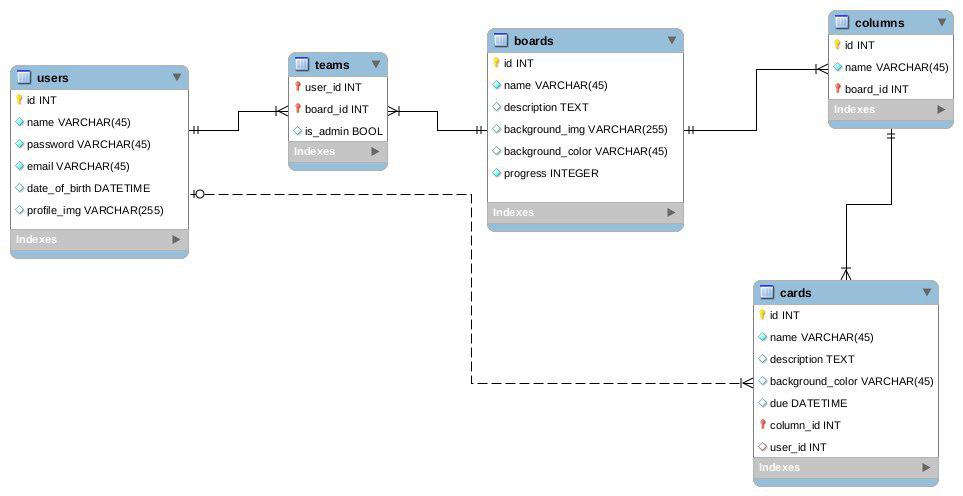 users
id INT
name VARCHAR(45)
password VARCHAR(45)
email VARCHAR(45)
date_of_birth DATETIME
profile_img VARCHAR(255)
Indexes
teams
user_id INT
board_id INT
is_admin BOOL
Indexes
boards
id INT
name VARCHAR(45)
description TEXT
background_img VARCHAR(255)
background_color VARCHAR(45)
progress INTEGER
Indexes
columns
id INT
name VARCHAR(45)
board_id INT
Indexes
cards
id INT
name VARCHAR(45)
description TEXT
background_color VARCHAR(45)
due DATETIME
column_id INT
user_id INT
Indexes